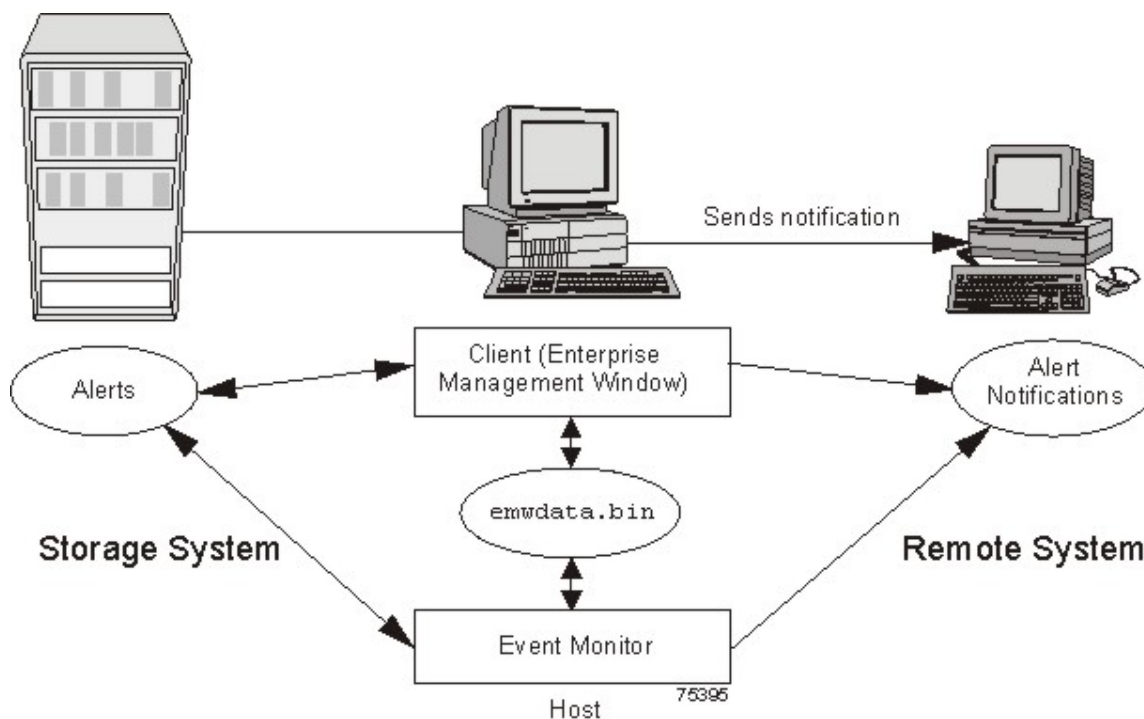 Sends notification
Client (Enterprise
Management Window)
Alerts
Alert
Notifications
emwdata.bin
Storage System
Remote System
Event Monitor
75395
Host